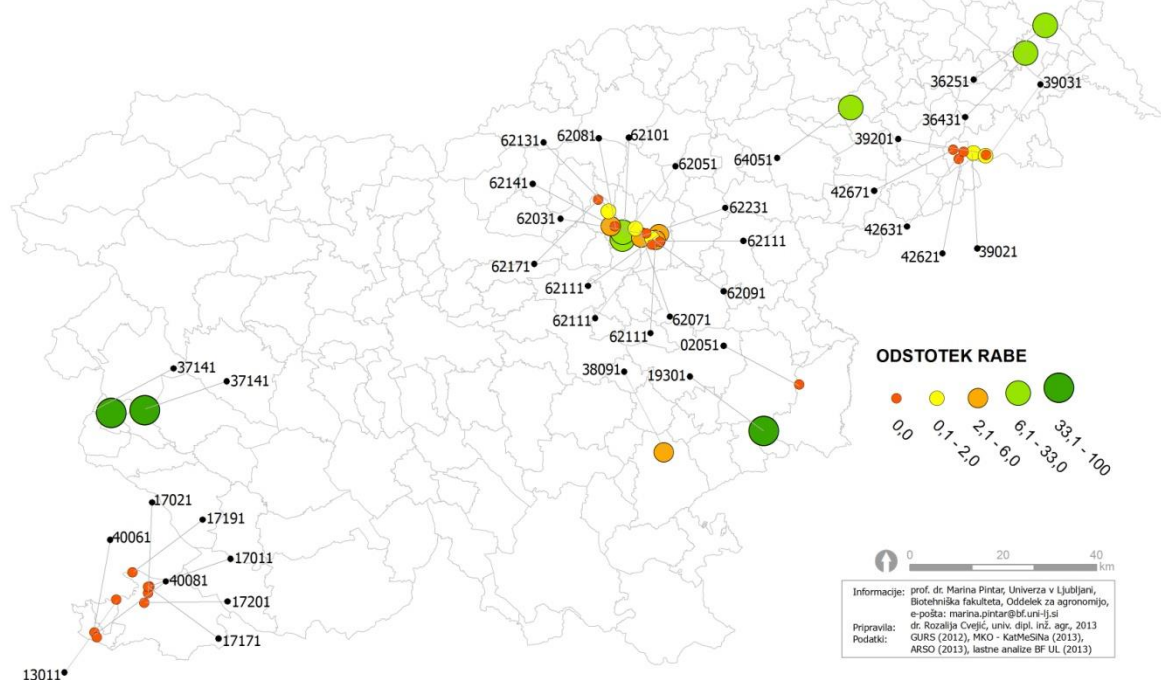 36251
39031
36431
62131
62081
62101
39201
64051
62051
62141
42671
62031
62231
42631
62111
42621
39021
62171
62111
62091
62111
62071
62111
02051
38091
19301
37141
37141
ODSTOTEK RABE
0,0
0,1 - 2,0
2,1 - 6,0
6,1 - 33,0
33,1 - 100
17021
17191
40061
17011
40081
17201
17171
13011
0 20 40
km
Informacije: prof. dr. Marina Pintar, Univerza v Ljubljani,
Biotehniška fakulteta, Oddelek za agronomijo,
e-pošta: marina.pintar@bf.uni-lj.si
Pripravila: dr. Rozalija Cvejić, univ. dipl. inž. agr., 2013
Podatki: GURS (2012), MKO - KatMeSiNa (2013),
ARSO (2013), lastne analize BF UL (2013)